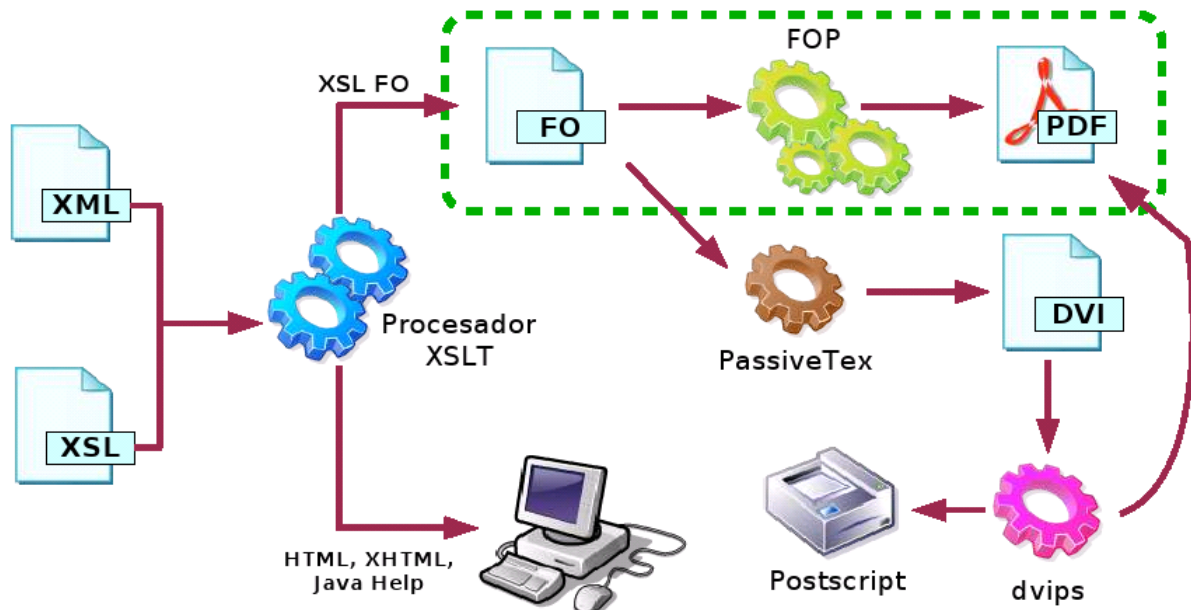 FOP
XSL FO
FO
PDF
XML
Procesador
XSLT
DVI
PassiveTex
XSL
HTML, XHTML,
Java Help
Postscript
dvips